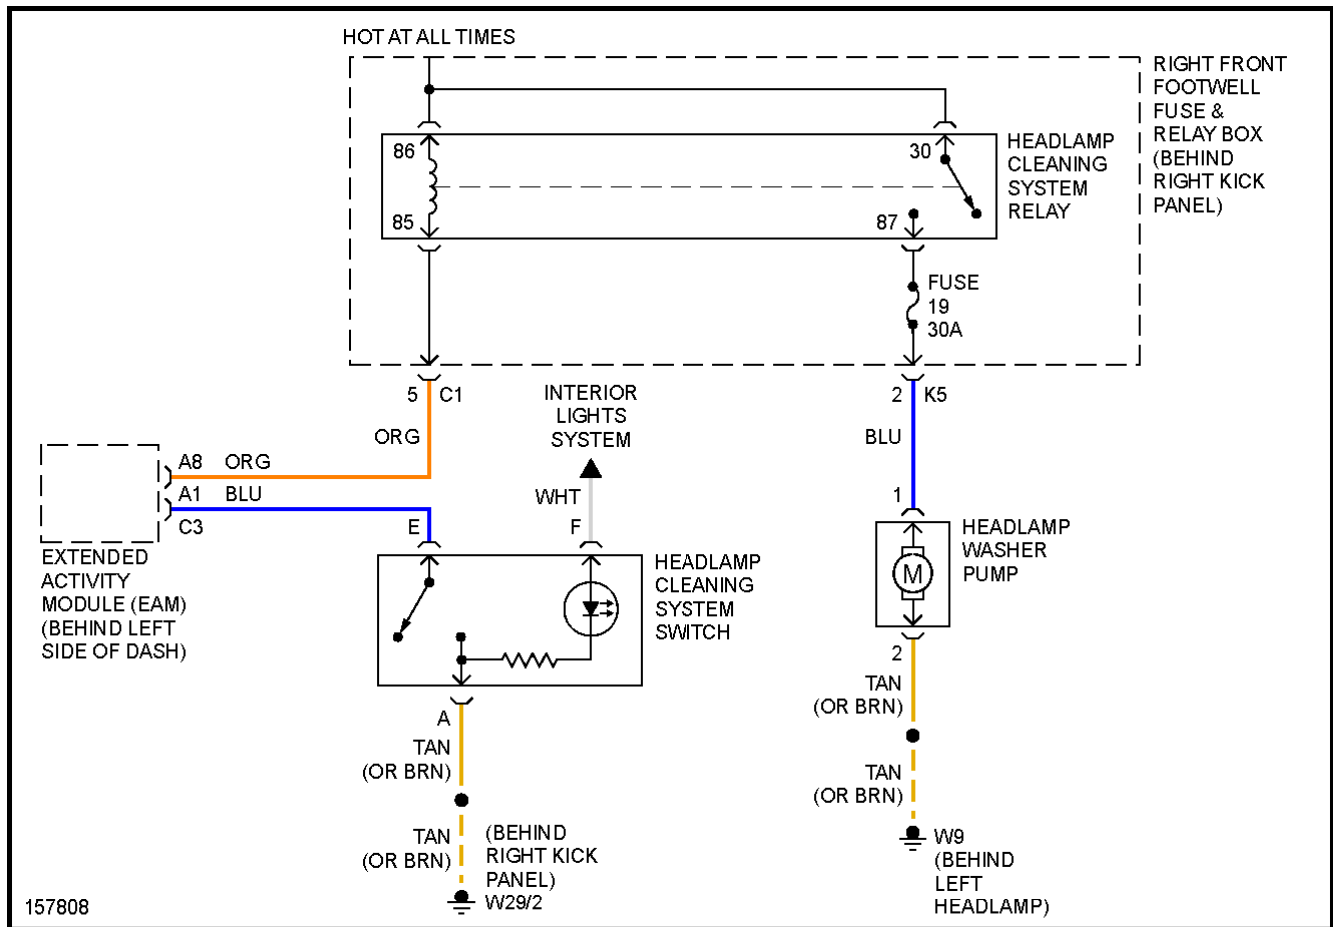 HOT AT ALL TIMES
RIGHT FRONT
FOOTWELL
FUSE &
RELAY BOX
(BEHIND
RIGHT KICK
PANEL)
86
30
HEADLAMP
CLEANING
SYSTEM
RELAY
85
87
FUSE
19
30A
5 C1
2 K5
INTERIOR
LIGHTS
SYSTEM
ORG
BLU
A8 ORG
A1 BLU
C3
WHT
1
E
F
EXTENDED
ACTIVITY
MODULE (EAM)
(BEHIND LEFT
SIDE OF DASH)
HEADLAMP
CLEANING
SYSTEM
SWITCH
HEADLAMP
WASHER
PUMP
M
2
TAN
(OR BRN)
A
TAN
(OR BRN)
TAN
(OR BRN)
TAN
(OR BRN)
(BEHIND
RIGHT KICK
PANEL)
W29/2
W9
(BEHIND
LEFT
HEADLAMP)
157808